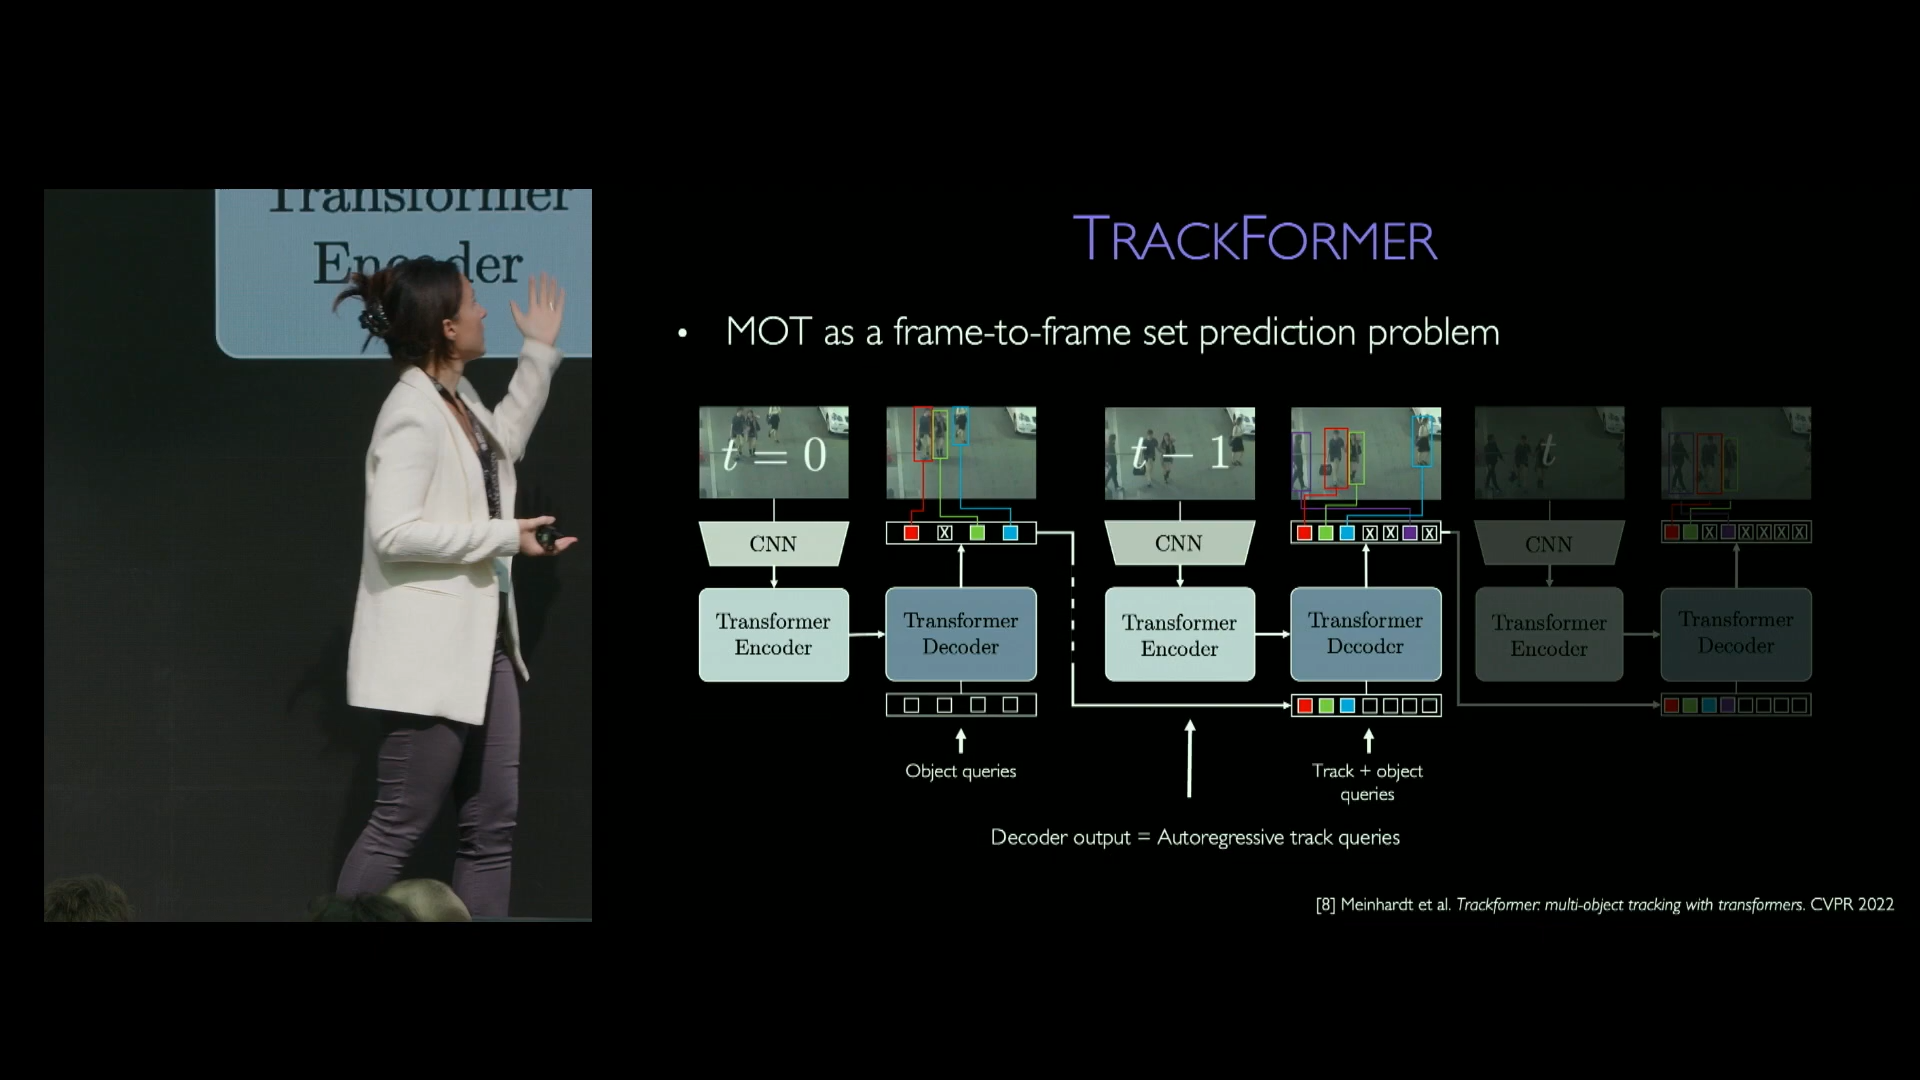 Transformer
Encoder
TRACKFORMER
• MOT as a frame-to-frame set prediction problem
t = 0
t − 1
t
CNN
X
CNN
X X X
CNN
X X X X X
Transformer
Encoder
Transformer
Decoder
Transformer
Encoder
Transformer
Decoder
Transformer
Encoder
Transformer
Decoder
Object queries
Track + object
queries
Decoder output = Autoregressive track queries
[8] Meinhardt et al. Trackformer: multi-object tracking with transformers. CVPR 2022